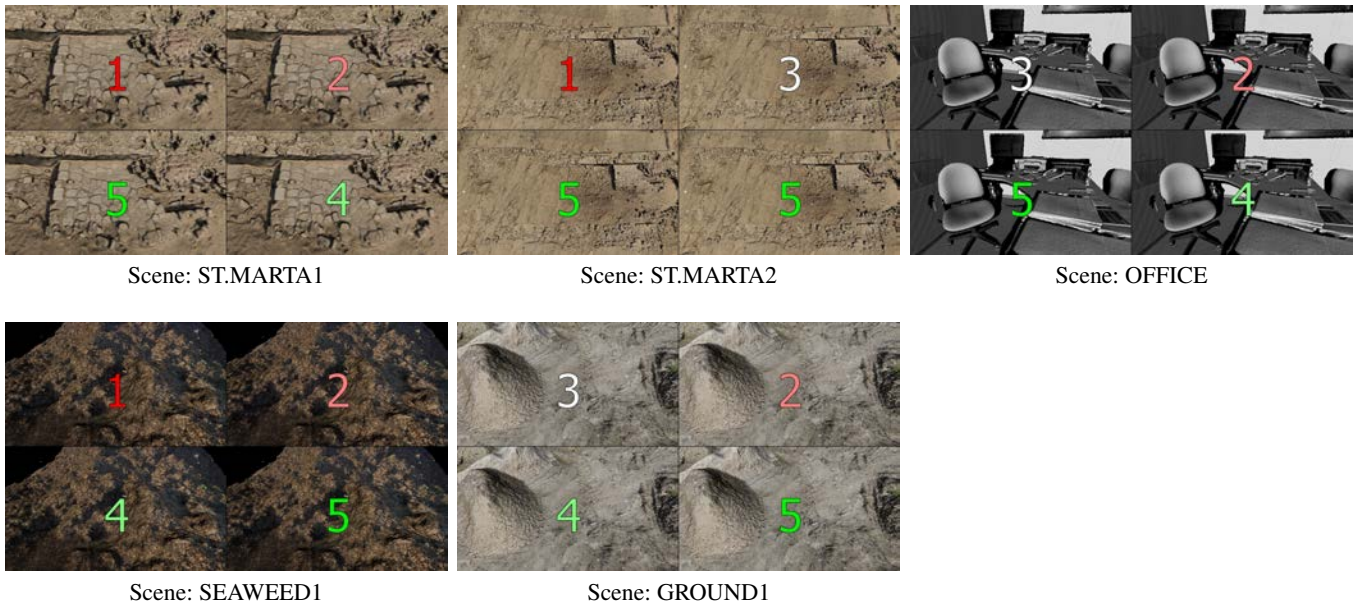 1 2
5 4
Scene: ST.MARTA1
1 3
5 5
Scene: ST.MARTA2
3 2
5 4
Scene: OFFICE
1 2
4 5
Scene: SEAWEED1
3 2
4 5
Scene: GROUND1